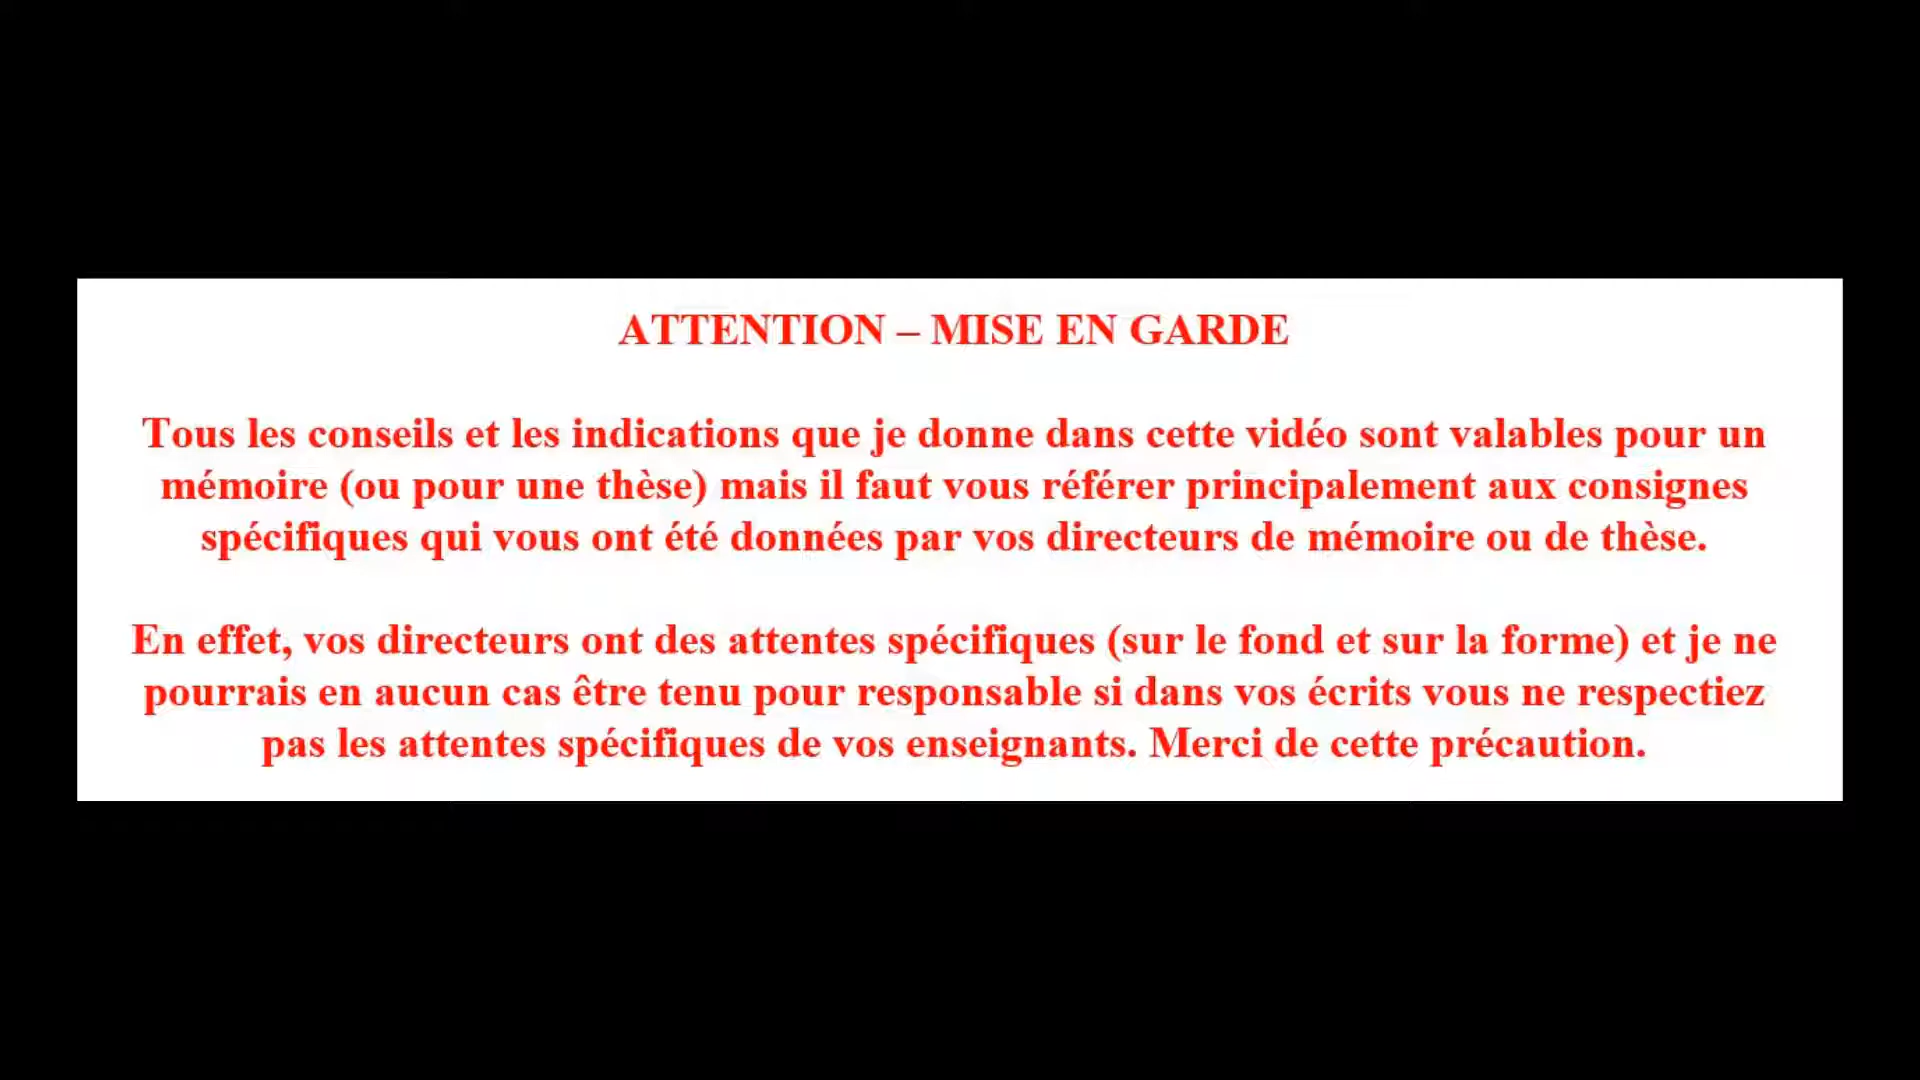 ATTENTION – MISE EN GARDE
Tous les conseils et les indications que je donne dans cette vidéo sont valables pour un
mémoire (ou pour une thèse) mais il faut vous référer principalement aux consignes
spécifiques qui vous ont été données par vos directeurs de mémoire ou de thèse.
En effet, vos directeurs ont des attentes spécifiques (sur le fond et sur la forme) et je ne
pourrais en aucun cas être tenu pour responsable si dans vos écrits vous ne respectiez
pas les attentes spécifiques de vos enseignants. Merci de cette précaution.